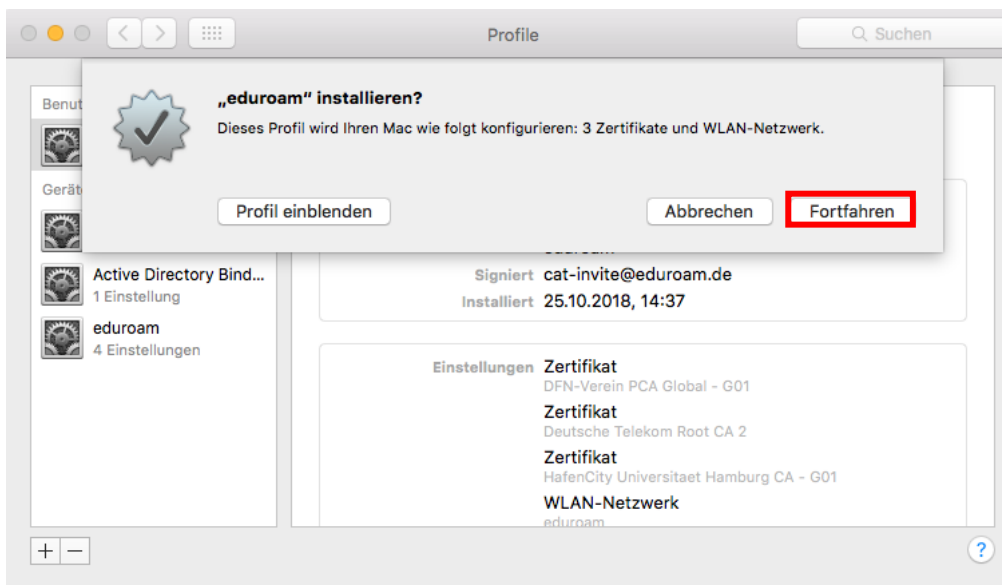 Profile
Suchen
„eduroam“ installieren?
Dieses Profil wird Ihren Mac wie folgt konfigurieren: 3 Zertifikate und WLAN-Netzwerk.
Profil einblenden
Abbrechen
Fortfahren
Benut
Gerät
Active Directory Bind...
1 Einstellung
eduroam
4 Einstellungen
Signiert cat-invite@eduroam.de
Installiert 25.10.2018, 14:37
Einstellungen Zertifikat
DFN-Verein PCA Global - G01
Zertifikat
Deutsche Telekom Root CA 2
Zertifikat
HafenCity Universitaet Hamburg CA - G01
WLAN-Netzwerk
eduroam
+ −
?